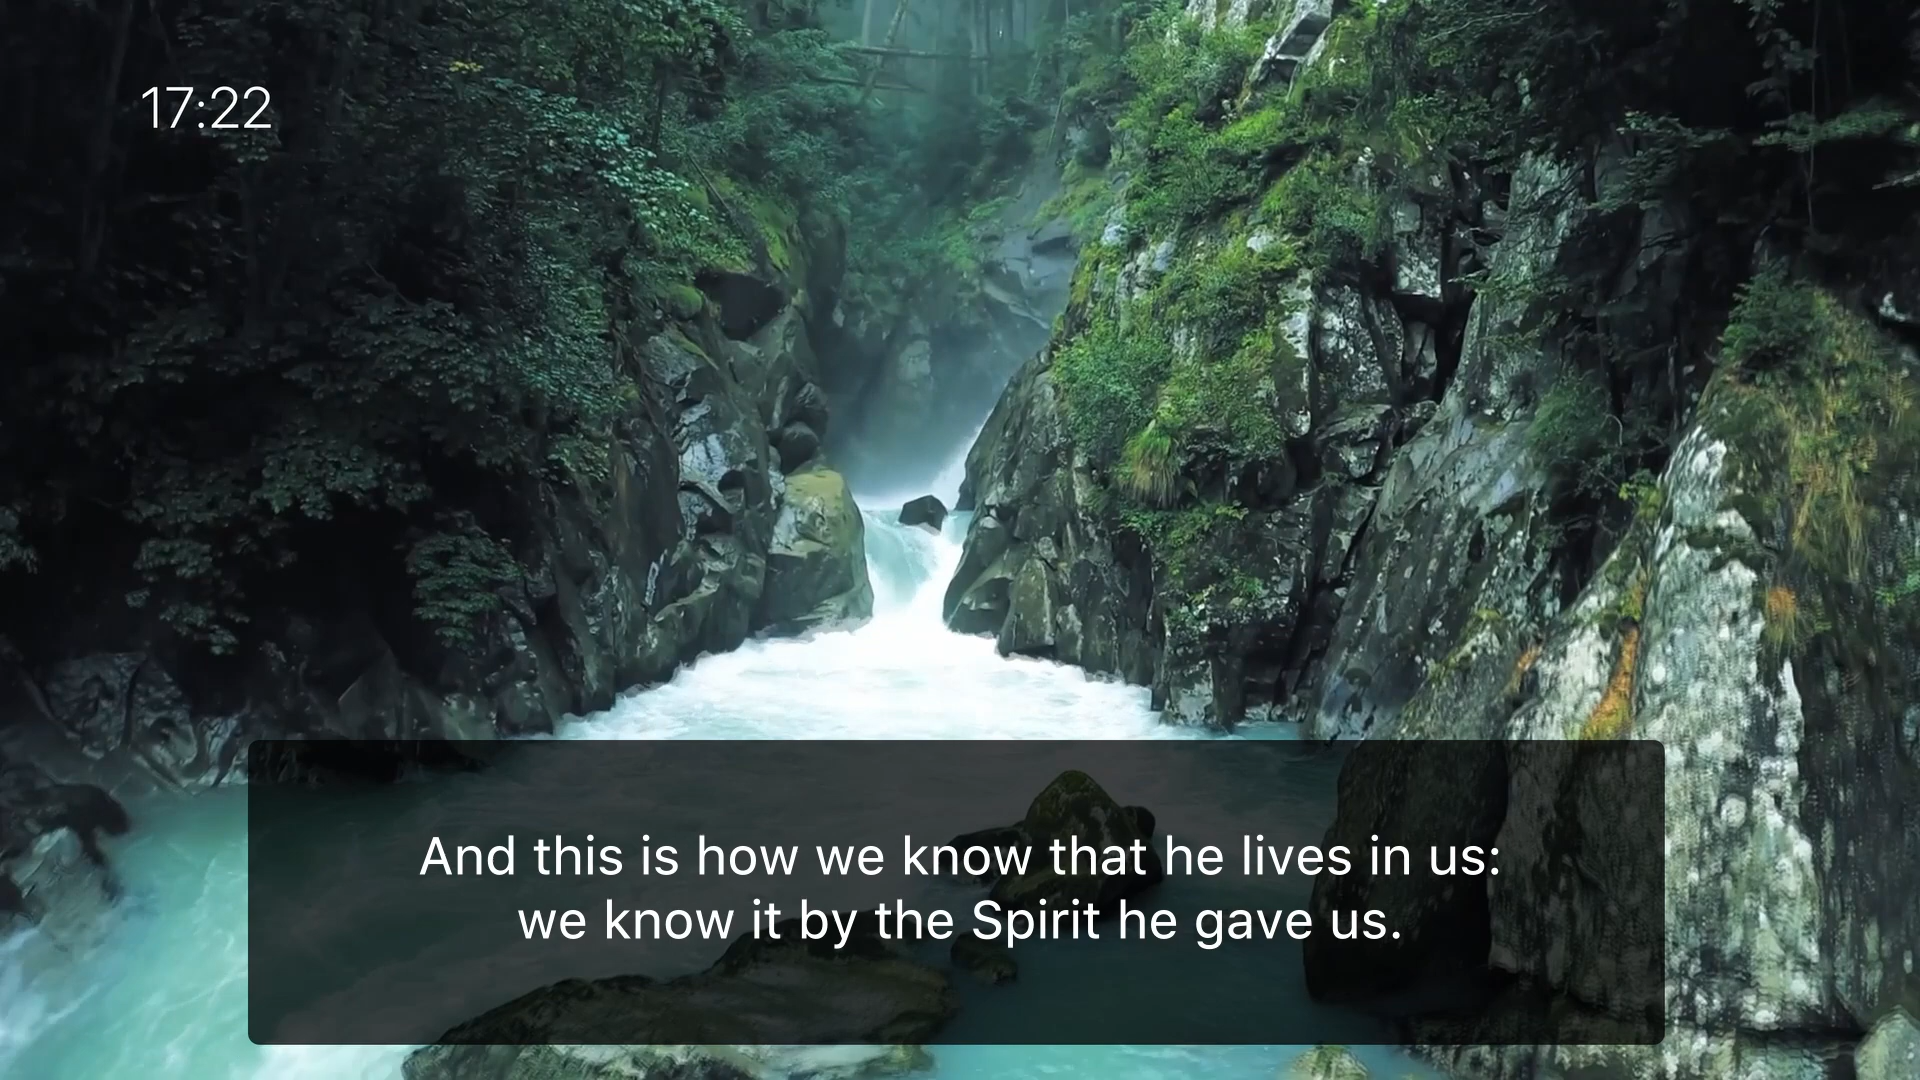 17:22
And this is how we know that he lives in us:
we know it by the Spirit he gave us.